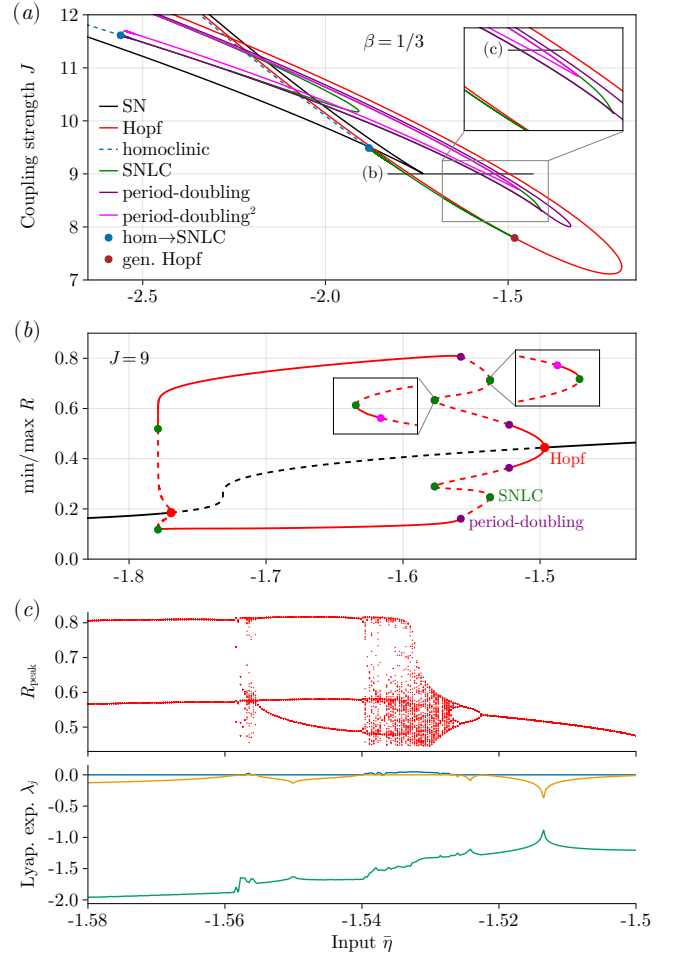 (a)
12
11
10
9
8
7
Coupling strength J
β = 1/3
(c)
(b)
SN
Hopf
homoclinic
SNLC
period-doubling
period-doubling²
hom→SNLC
gen. Hopf
-2.5
-2.0
-1.5
(b)
J = 9
0.8
0.6
0.4
0.2
0.0
min/max R
Hopf
SNLC
period-doubling
-1.8
-1.7
-1.6
-1.5
(c)
0.8
0.7
0.6
0.5
R_peak
0.0
-0.5
-1.0
-1.5
-2.0
Lyap. exp. λ_j
-1.58
-1.56
-1.54
-1.52
-1.5
Input η̄